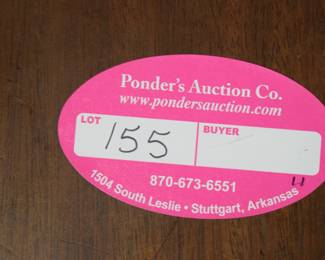 Ponder's Auction Co.
www.pondersauction.com
LOT
155
BUYER
870-673-6551
1504 South Leslie • Stuttgart, Arkansas